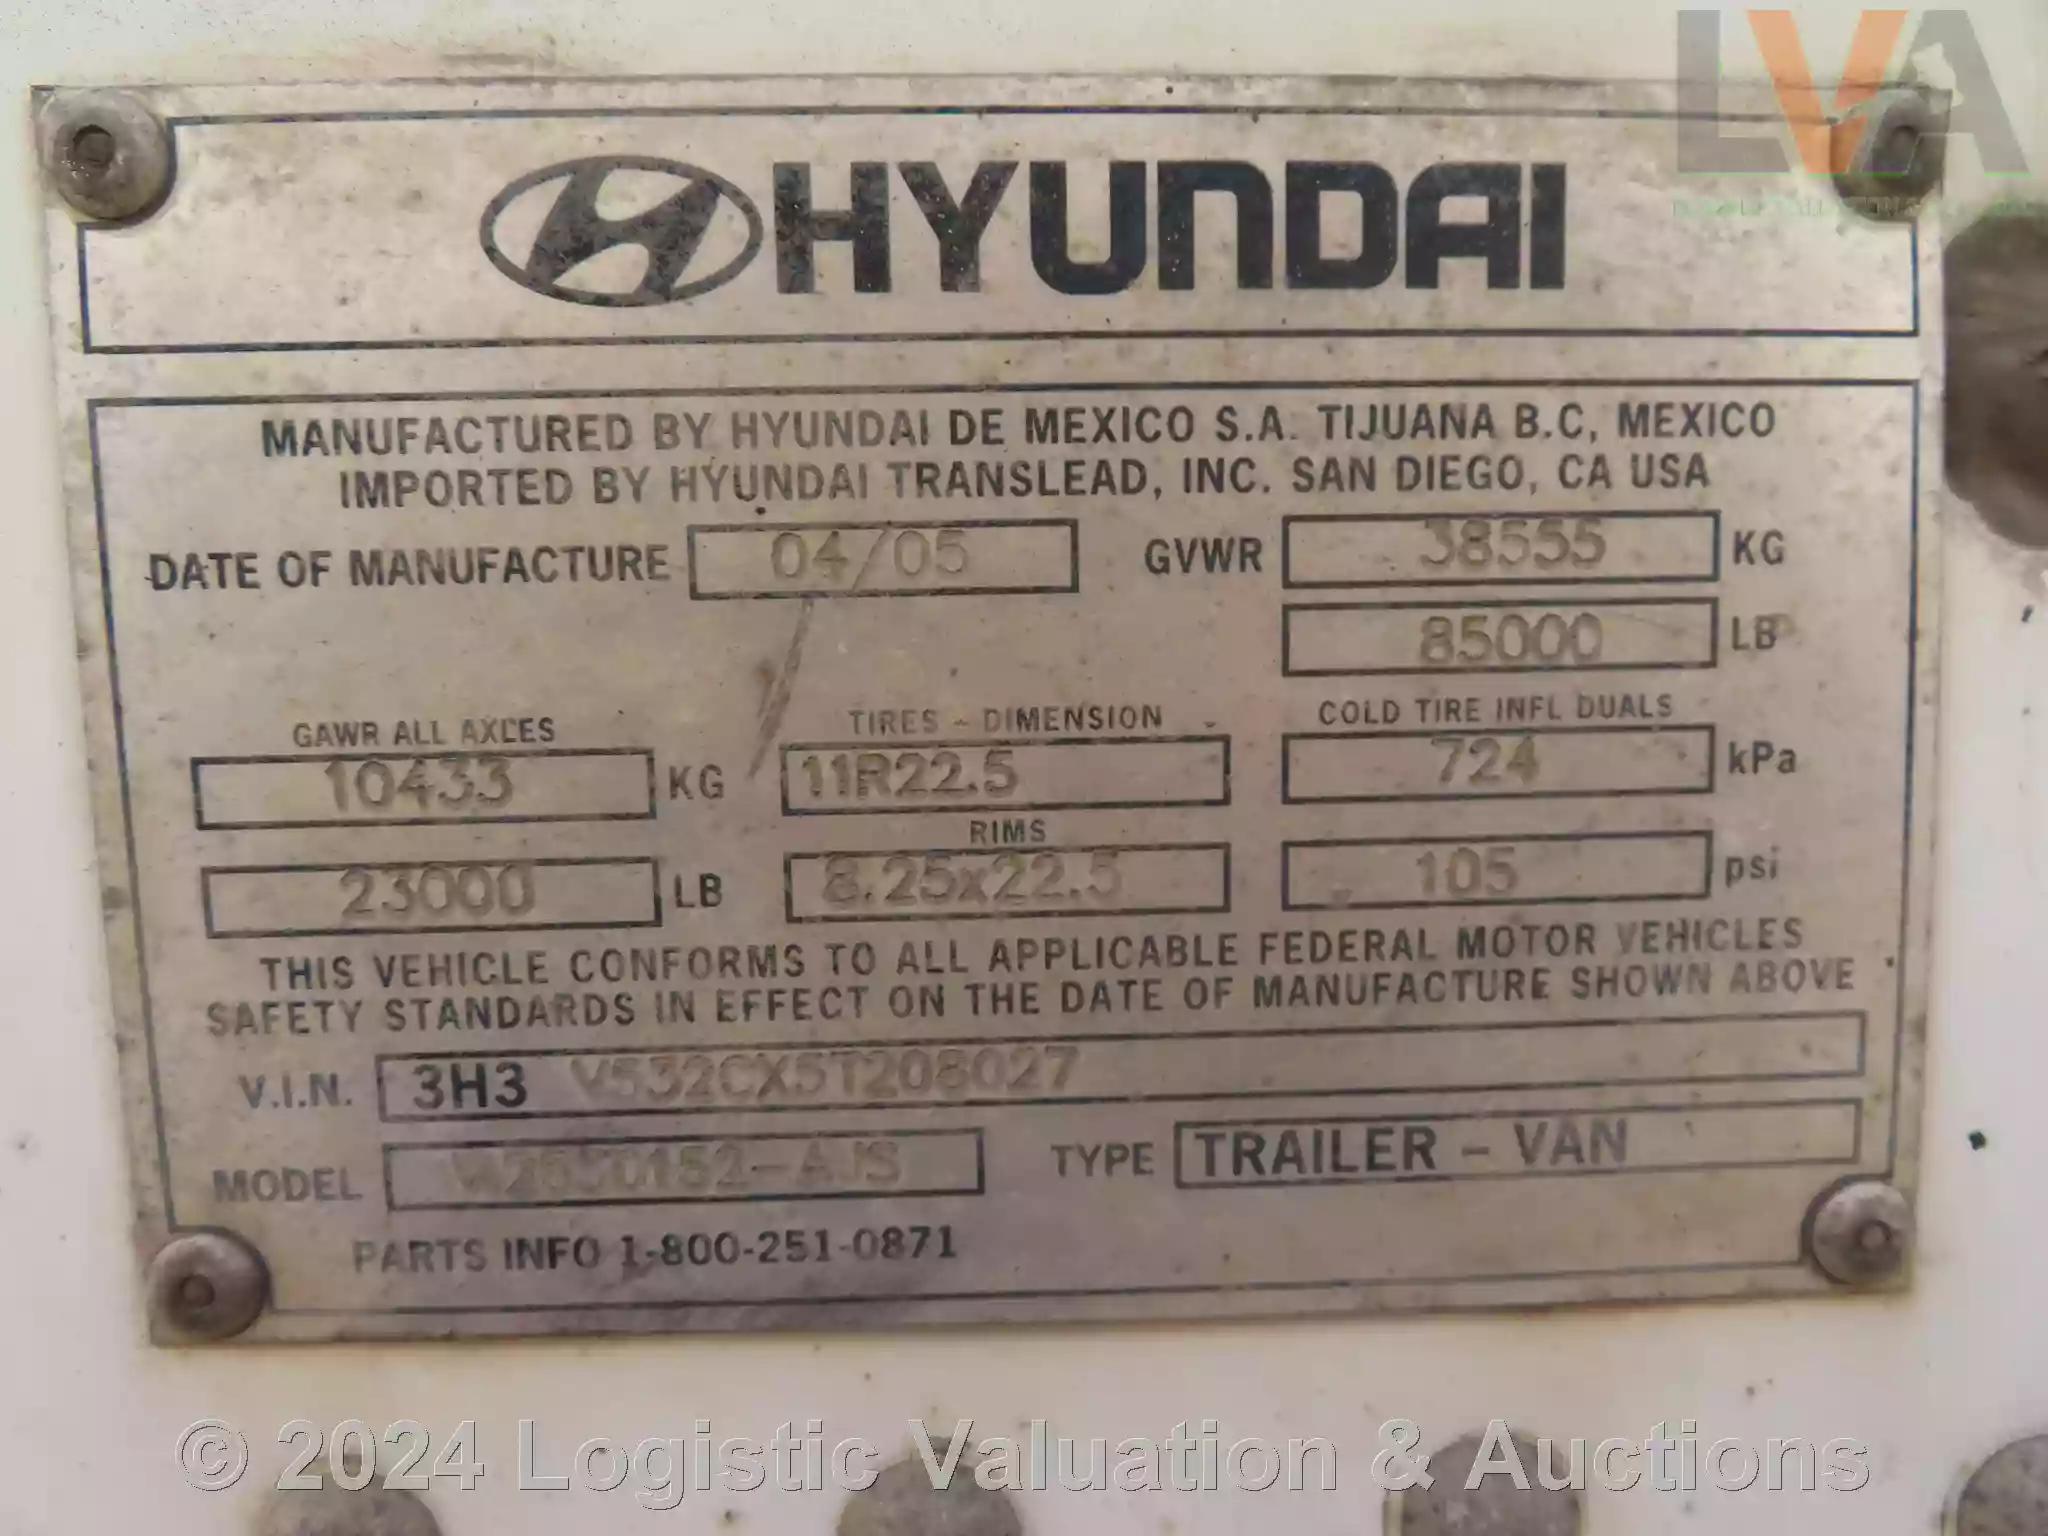 LVA
HYUNDAI
MANUFACTURED BY HYUNDAI DE MEXICO S.A. TIJUANA B.C, MEXICO
IMPORTED BY HYUNDAI TRANSLEAD, INC. SAN DIEGO, CA USA
DATE OF MANUFACTURE 04/05 GVWR 38555 KG
85000 LB
GAWR ALL AXLES TIRES - DIMENSION COLD TIRE INFL DUALS
10433 KG 11R22.5 724 kPa
RIMS
23000 LB 8.25x22.5 105 psi
THIS VEHICLE CONFORMS TO ALL APPLICABLE FEDERAL MOTOR VEHICLES
SAFETY STANDARDS IN EFFECT ON THE DATE OF MANUFACTURE SHOWN ABOVE
V.I.N. 3H3 V532CX5T208027
MODEL TYPE TRAILER - VAN
PARTS INFO 1-800-251-0871
© 2024 Logistic Valuation & Auctions